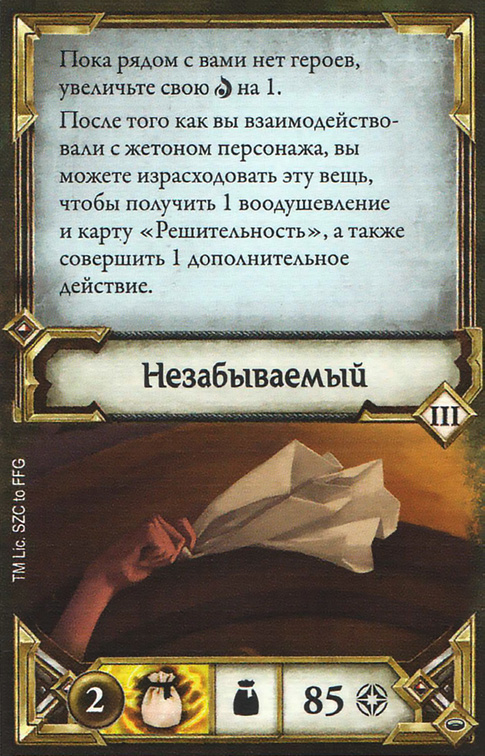 Пока рядом с вами нет героев,
увеличьте свою на 1.
После того как вы взаимодейство-
вали с жетоном персонажа, вы
можете израсходовать эту вещь,
чтобы получить 1 воодушевление
и карту «Решительность», а также
совершить 1 дополнительное
действие.
Незабываемый
III
TM Lic. SZC to FFG
2
85